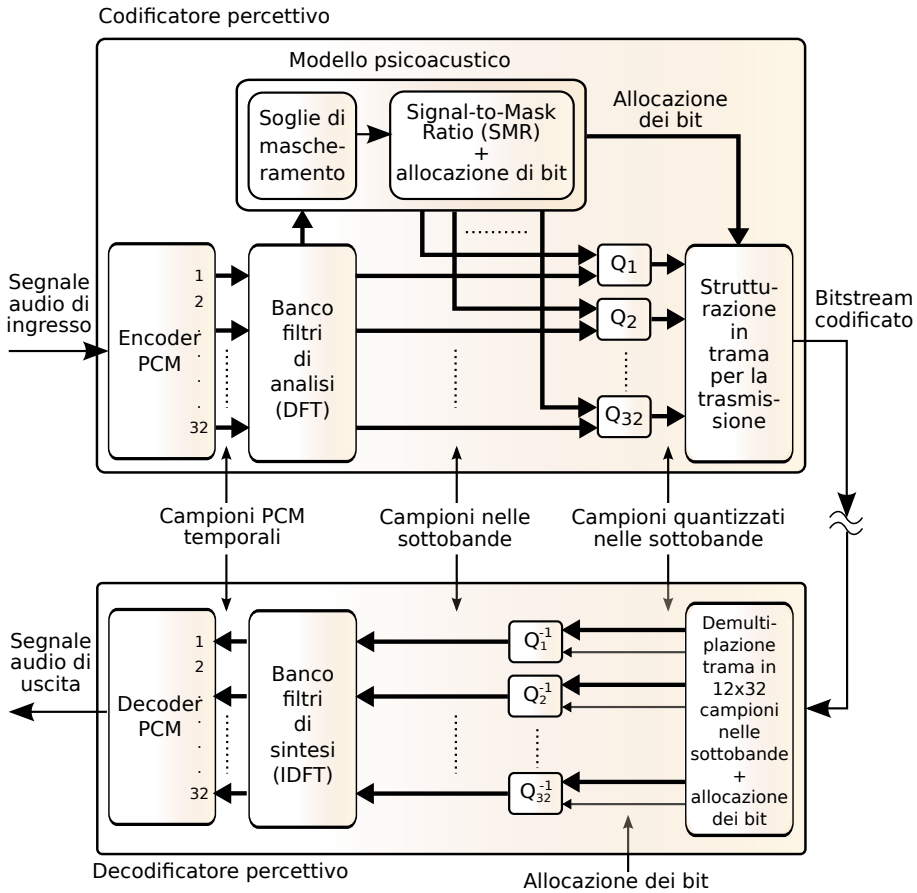 Codificatore percettivo
Modello psicoacustico
Soglie di
masche-
ramento
Signal-to-Mask
Ratio (SMR)
+
allocazione di bit
Allocazione
dei bit
Segnale
audio di
ingresso
Encoder
PCM
1
2
.
.
.
.
32
Banco
filtri
di
analisi
(DFT)
Q1
Q2
Q32
Struttu-
razione
in
trama
per la
trasmis-
sione
Bitstream
codificato
Campioni PCM
temporali
Campioni nelle
sottobande
Campioni quantizzati
nelle sottobande
Segnale
audio di
uscita
Decoder
PCM
1
2
.
.
.
.
32
Banco
filtri
di
sintesi
(IDFT)
Q1-1
Q2-1
Q32-1
Demulti-
plazione
trama in
12x32
campioni
nelle
sottobande
+
allocazione
dei bit
Decodificatore percettivo
Allocazione dei bit